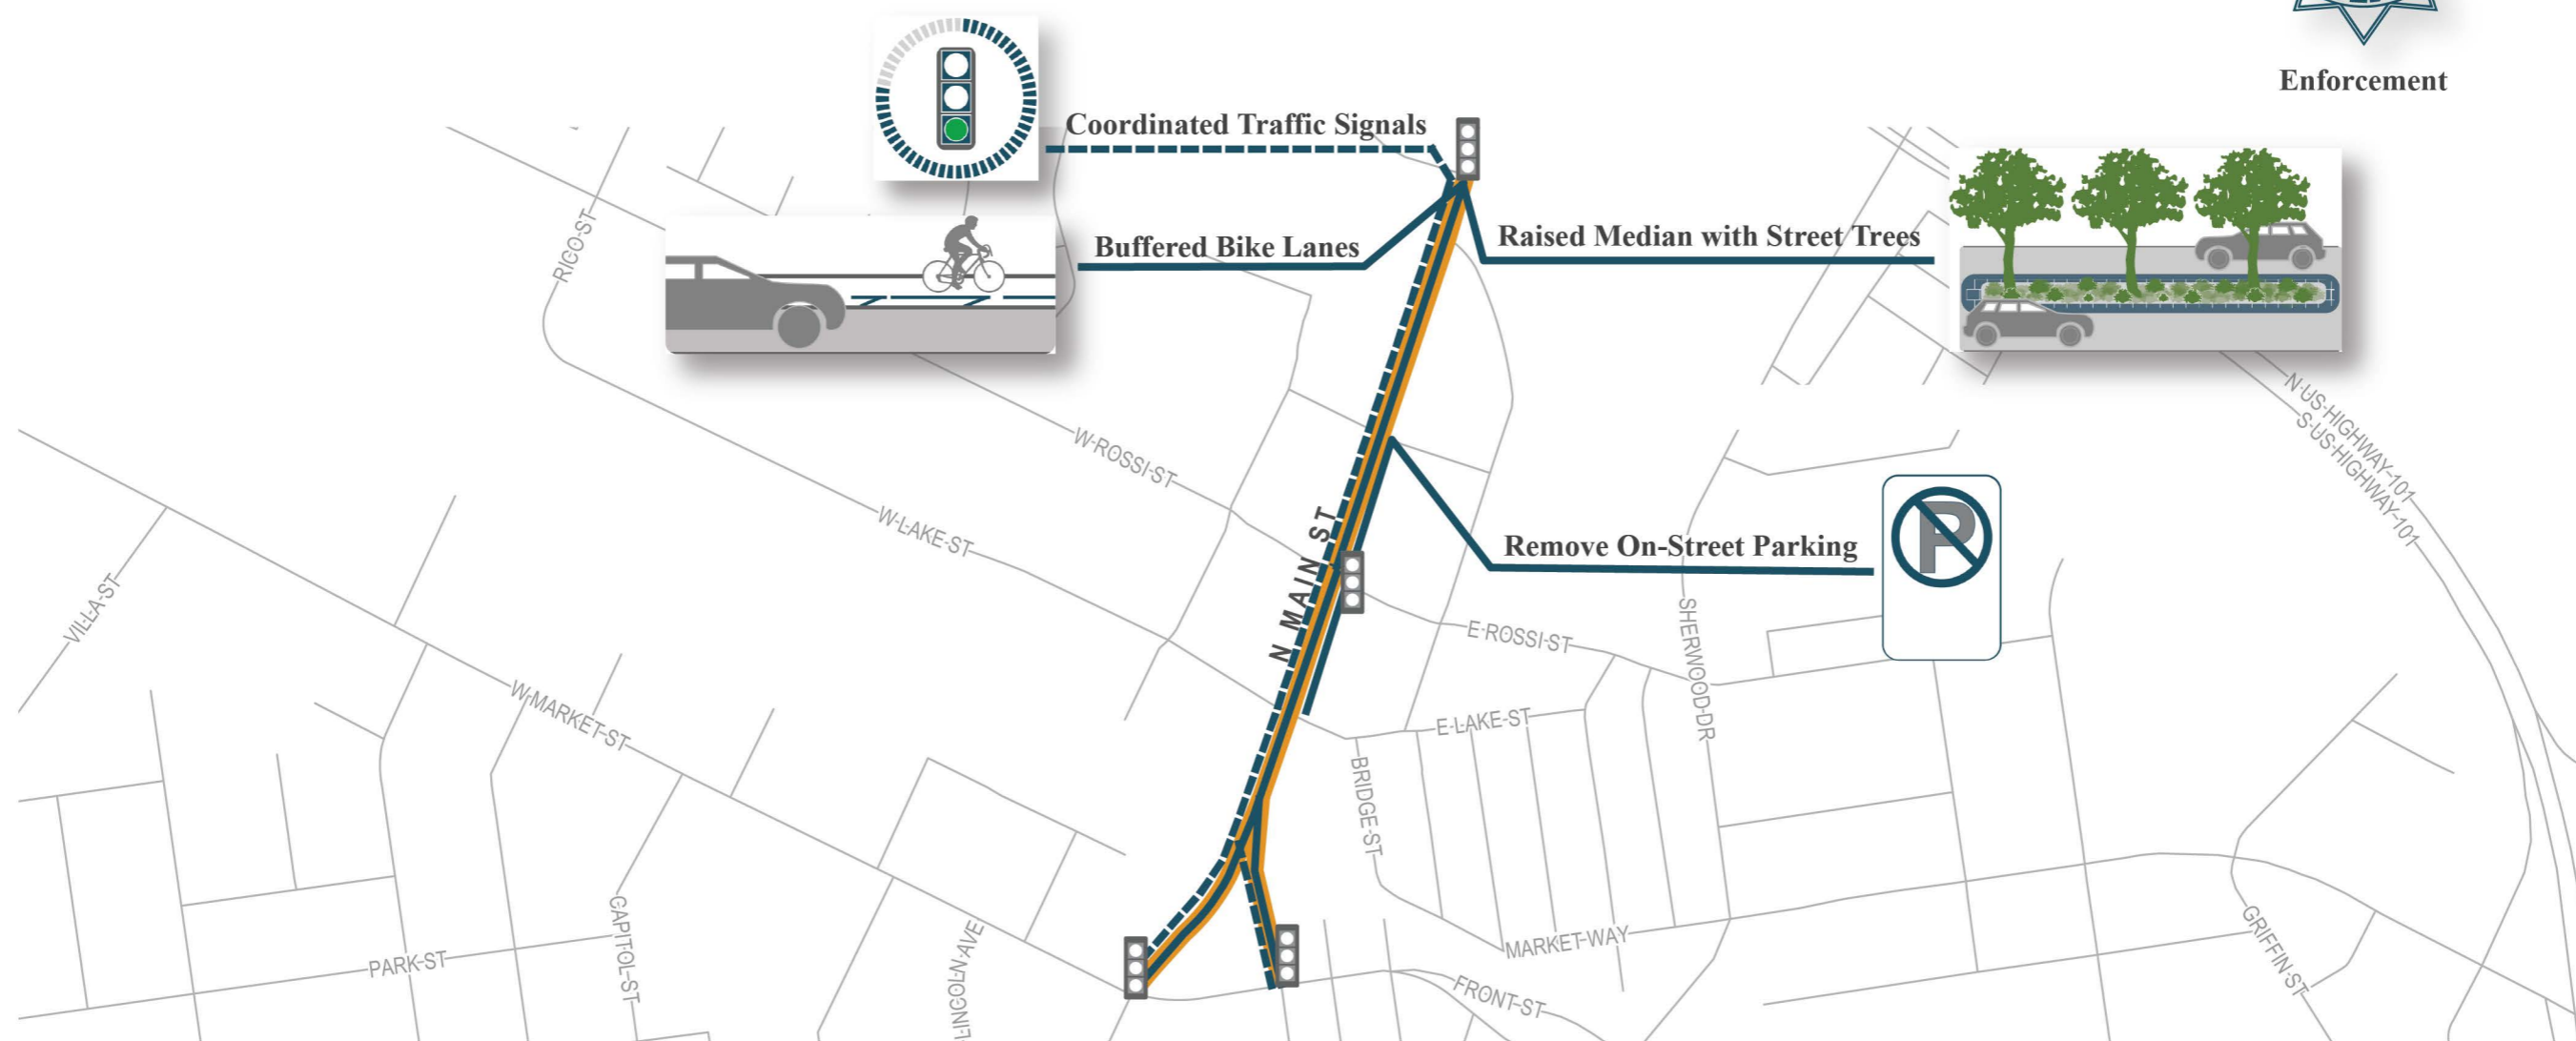 Enforcement
Coordinated Traffic Signals
Buffered Bike Lanes
Raised Median with Street Trees
RICO ST
N US HIGHWAY 101
S US HIGHWAY 101
W ROSSI ST
W LAKE ST
N MAIN ST
Remove On-Street Parking
P
VILLA ST
E ROSSI ST
SHERWOOD DR
W MARKET ST
E LAKE ST
BRIDGE ST
CAPITOL ST
LINCOLN AVE
PARK ST
MARKET WAY
FRONT ST
GRIFFIN ST